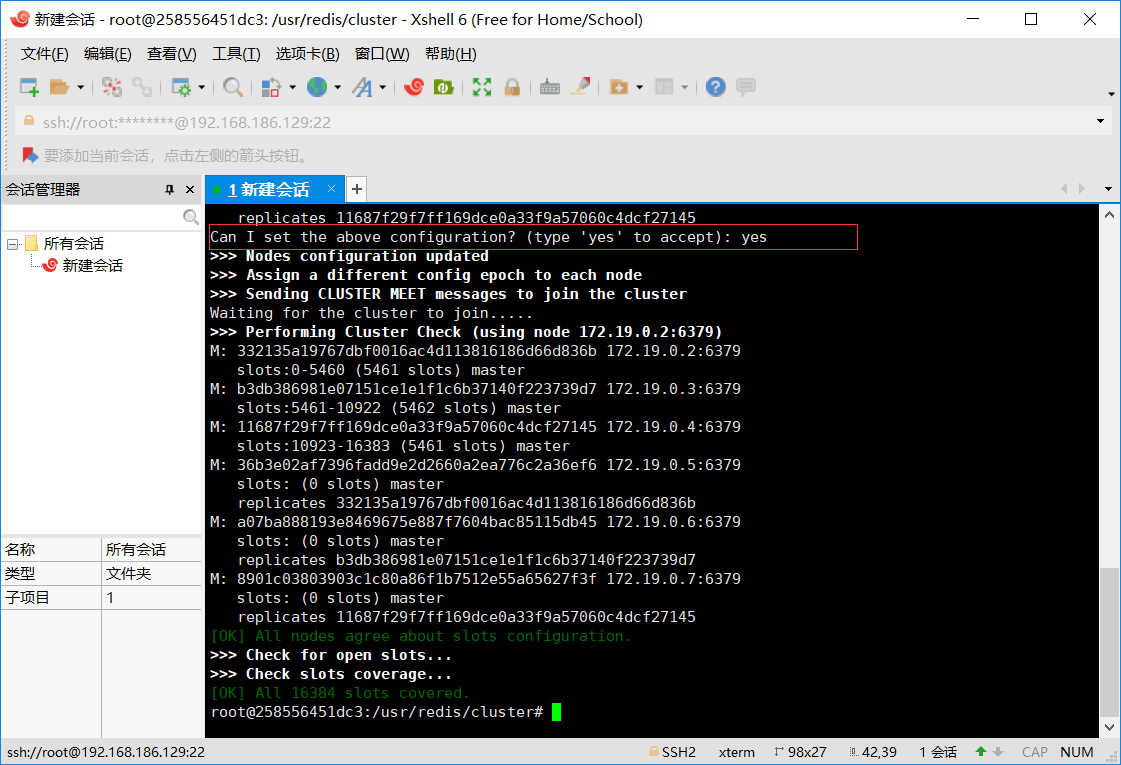 新建会话 - root@258556451dc3: /usr/redis/cluster - Xshell 6 (Free for Home/School)
文件(F) 编辑(E) 查看(V) 工具(T) 选项卡(B) 窗口(W) 帮助(H)
ssh://root:********@192.168.186.129:22
要添加当前会话，点击左侧的箭头按钮。
会话管理器
1 新建会话
所有会话
新建会话
名称 所有会话
类型 文件夹
子项目 1
replicates 11687f29f7ff169dce0a33f9a57060c4dcf27145
Can I set the above configuration? (type 'yes' to accept): yes
>>> Nodes configuration updated
>>> Assign a different config epoch to each node
>>> Sending CLUSTER MEET messages to join the cluster
Waiting for the cluster to join.....
>>> Performing Cluster Check (using node 172.19.0.2:6379)
M: 332135a19767dbf0016ac4d113816186d66d836b 172.19.0.2:6379
slots:0-5460 (5461 slots) master
M: b3db386981e07151ce1e1f1c6b37140f223739d7 172.19.0.3:6379
slots:5461-10922 (5462 slots) master
M: 11687f29f7ff169dce0a33f9a57060c4dcf27145 172.19.0.4:6379
slots:10923-16383 (5461 slots) master
M: 36b3e02af7396fadd9e2d2660a2ea776c2a36ef6 172.19.0.5:6379
slots: (0 slots) master
replicates 332135a19767dbf0016ac4d113816186d66d836b
M: a07ba888193e8469675e887f7604bac85115db45 172.19.0.6:6379
slots: (0 slots) master
replicates b3db386981e07151ce1e1f1c6b37140f223739d7
M: 8901c03803903c1c80a86f1b7512e55a65627f3f 172.19.0.7:6379
slots: (0 slots) master
replicates 11687f29f7ff169dce0a33f9a57060c4dcf27145
[OK] All nodes agree about slots configuration.
>>> Check for open slots...
>>> Check slots coverage...
[OK] All 16384 slots covered.
root@258556451dc3:/usr/redis/cluster#
ssh://root@192.168.186.129:22 SSH2 xterm 98x27 42,39 1 会话 CAP NUM